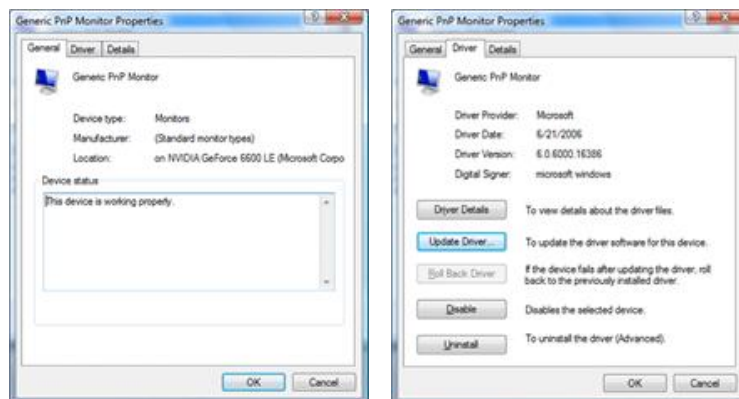 Generic PnP Monitor Properties
General Driver Details
Generic PnP Monitor
Device type: Monitors
Manufacturer: (Standard monitor types)
Location: on NVIDIA GeForce 6600 LE (Microsoft Corpo
Device status
This device is working properly.
OK Cancel
Generic PnP Monitor Properties
General Driver Details
Generic PnP Monitor
Driver Provider: Microsoft
Driver Date: 6/21/2006
Driver Version: 6.0.6000.16386
Digital Signer: microsoft windows
Driver Details To view details about the driver files.
Update Driver... To update the driver software for this device.
Roll Back Driver If the device fails after updating the driver, roll
back to the previously installed driver.
Disable Disables the selected device.
Uninstall To uninstall the driver (Advanced).
OK Cancel